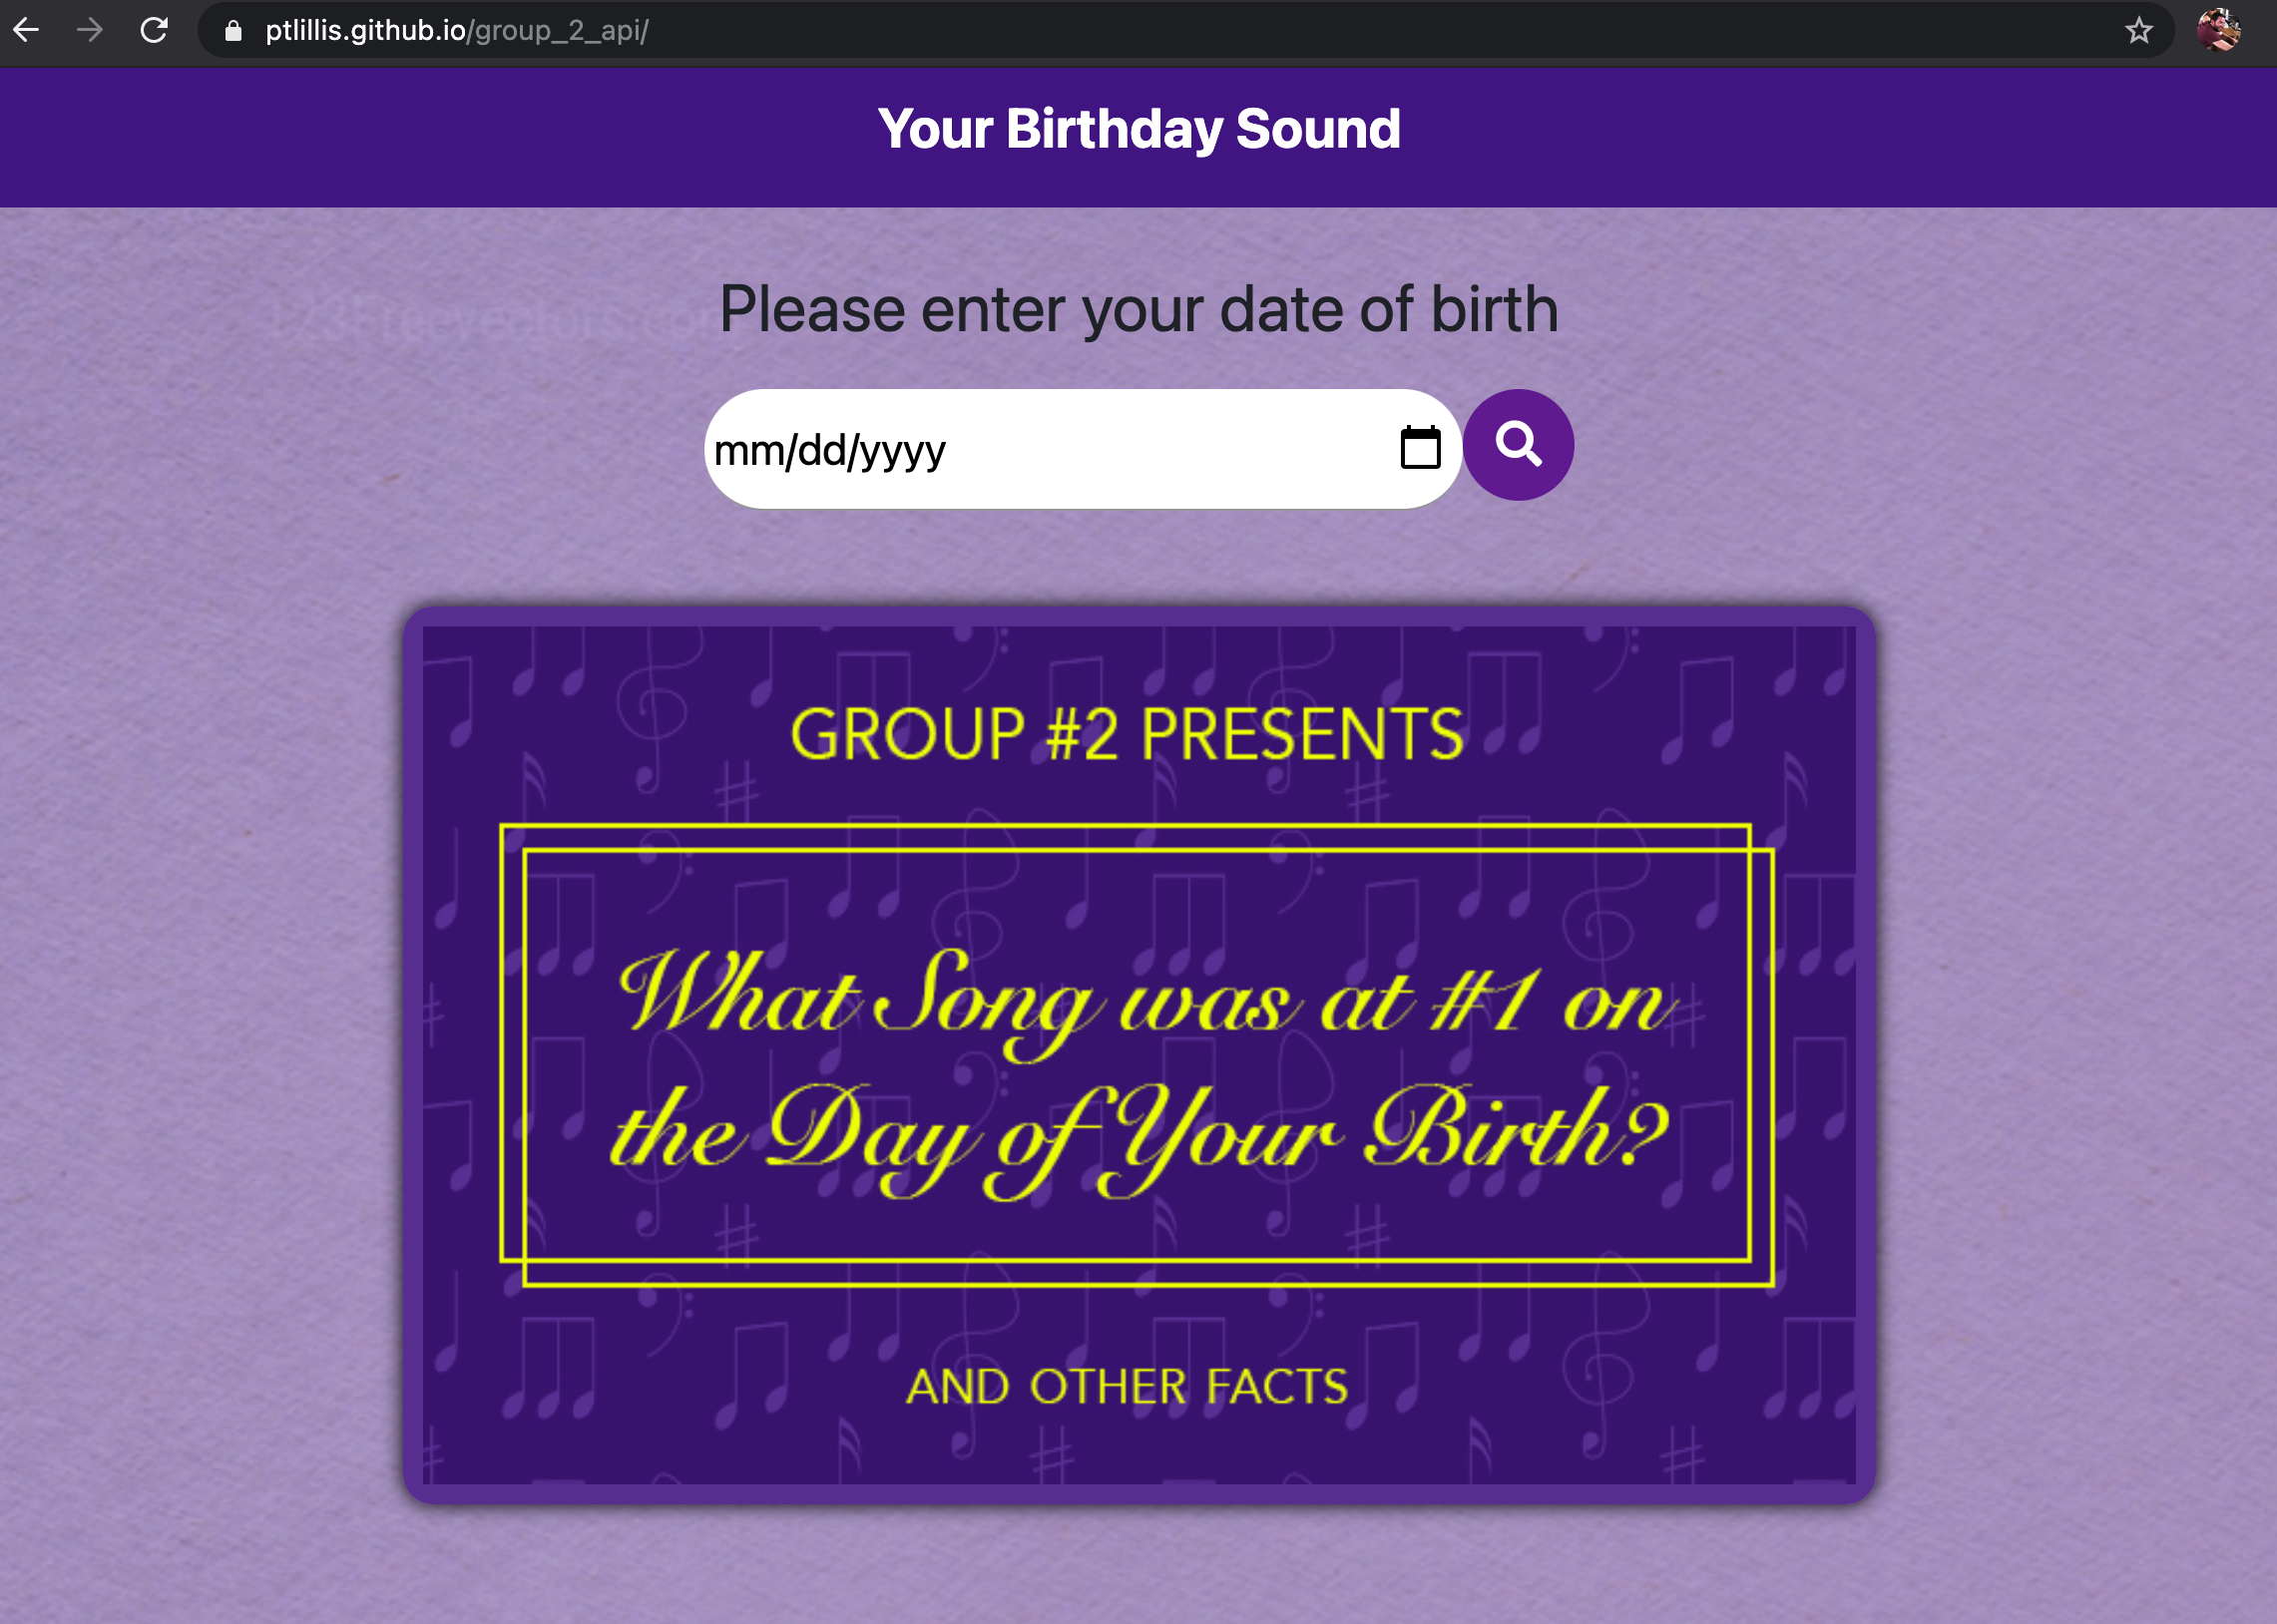 ptlillis.github.io/group_2_api/
Your Birthday Sound
Please enter your date of birth
mm/dd/yyyy
GROUP #2 PRESENTS
What Song was at #1 on
the Day of Your Birth?
AND OTHER FACTS